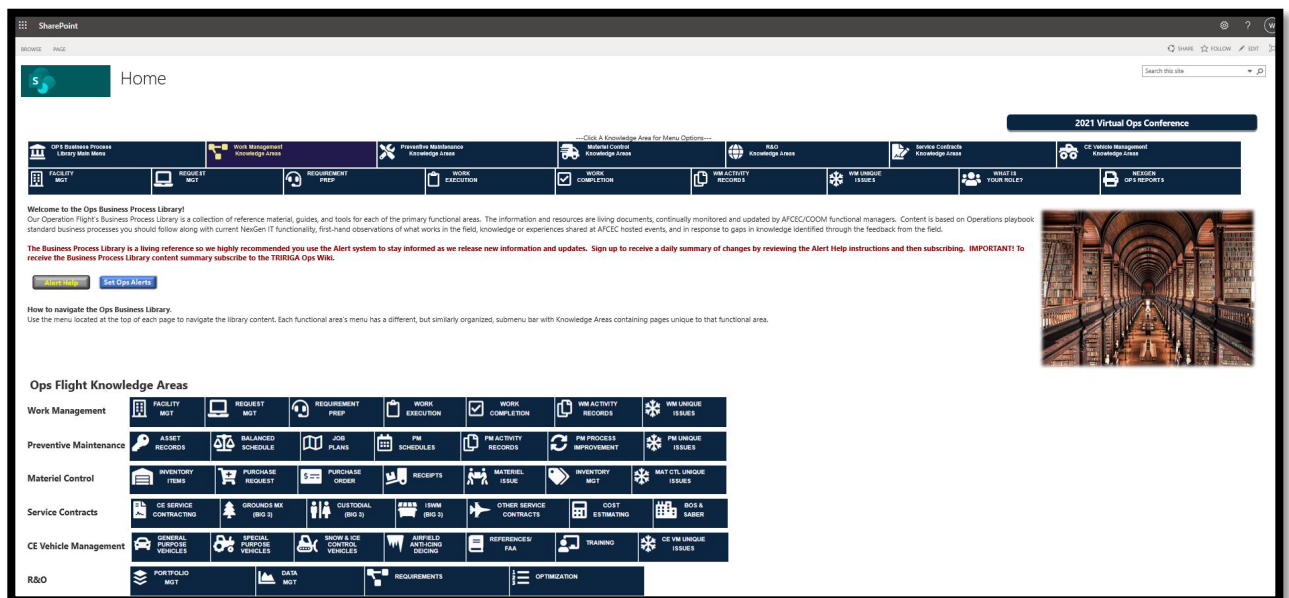 SharePoint
?
W
BROWSE PAGE
SHARE FOLLOW EDIT
S
Home
Search this site
2021 Virtual Ops Conference
---Click A Knowledge Area for Menu Options---
OPS Business Process
Library Main Menu
Work Management
Knowledge Areas
Preventive Maintenance
Knowledge Areas
Materiel Control
Knowledge Areas
R&O
Knowledge Areas
Service Contracts
Knowledge Areas
CE Vehicle Management
Knowledge Areas
FACILITY
MGT
REQUEST
MGT
REQUIREMENT
PREP
WORK
EXECUTION
WORK
COMPLETION
WM ACTIVITY
RECORDS
WM UNIQUE
ISSUES
WHAT IS
YOUR ROLE?
NEXGEN
OPS REPORTS
Welcome to the Ops Business Process Library!
Our Operation Flight's Business Process Library is a collection of reference material, guides, and tools for each of the primary functional areas. The information and resources are living documents, continually monitored and updated by AFCEC/COOM functional managers. Content is based on Operations playbook
standard business processes you should follow along with current NexGen IT functionality, first-hand observations of what works in the field, knowledge or experiences shared at AFCEC hosted events, and in response to gaps in knowledge identified through the feedback from the field.
The Business Process Library is a living reference so we highly recommended you use the Alert system to stay informed as we release new information and updates. Sign up to receive a daily summary of changes by reviewing the Alert Help instructions and then subscribing. IMPORTANT! To
receive the Business Process Library content summary subscribe to the TRIRIGA Ops Wiki.
Alert Help Set Ops Alerts
How to navigate the Ops Business Library.
Use the menu located at the top of each page to navigate the library content. Each functional area's menu has a different, but similarly organized, submenu bar with Knowledge Areas containing pages unique to that functional area.
Ops Flight Knowledge Areas
Work Management
FACILITY
MGT
REQUEST
MGT
REQUIREMENT
PREP
WORK
EXECUTION
WORK
COMPLETION
WM ACTIVITY
RECORDS
WM UNIQUE
ISSUES
Preventive Maintenance
ASSET
RECORDS
BALANCED
SCHEDULE
JOB
PLANS
PM
SCHEDULES
PM ACTIVITY
RECORDS
PM PROCESS
IMPROVEMENT
PM UNIQUE
ISSUES
Materiel Control
INVENTORY
ITEMS
PURCHASE
REQUEST
PURCHASE
ORDER
RECEIPTS
MATERIEL
ISSUE
INVENTORY
MGT
MAT CTL UNIQUE
ISSUES
Service Contracts
CE SERVICE
CONTRACTING
GROUNDS MX
(BIG 3)
CUSTODIAL
(BIG 3)
ISWM
(BIG 3)
OTHER SERVICE
CONTRACTS
COST
ESTIMATING
BOS &
SABER
CE Vehicle Management
GENERAL
PURPOSE
VEHICLES
SPECIAL
PURPOSE
VEHICLES
SNOW & ICE
CONTROL
VEHICLES
AIRFIELD
ANTI-ICING
DEICING
REFERENCES/
FAA
TRAINING
CE VM UNIQUE
ISSUES
R&O
PORTFOLIO
MGT
DATA
MGT
REQUIREMENTS
OPTIMIZATION